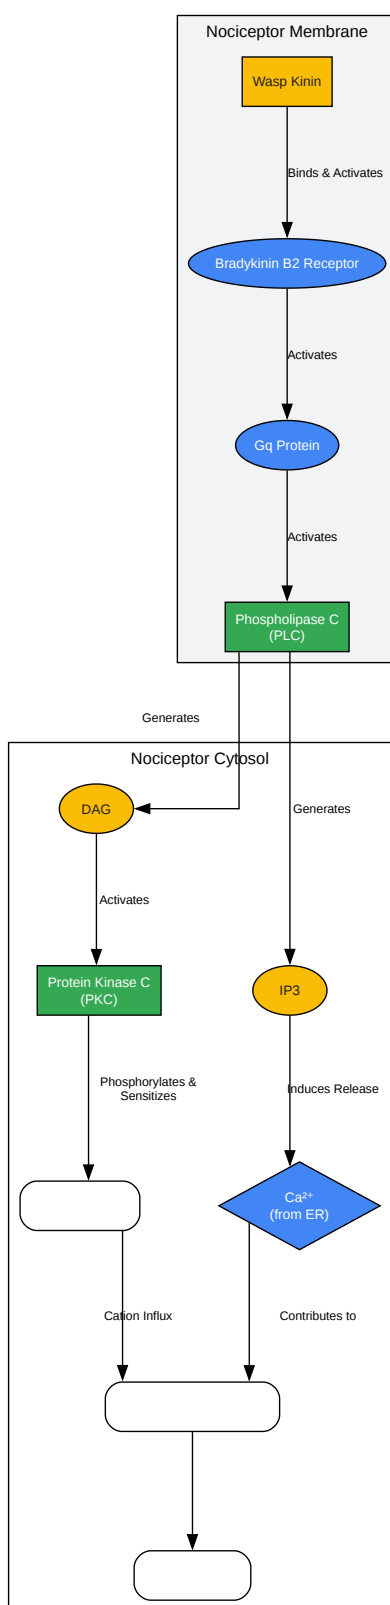 Nociceptor Membrane
Wasp Kinin
Binds & Activates
Bradykinin B2 Receptor
Activates
Gq Protein
Activates
Phospholipase C
(PLC)
Generates
Nociceptor Cytosol
DAG
Generates
Activates
Protein Kinase C
(PKC)
IP3
Phosphorylates &
Sensitizes
Induces Release
Ca²⁺
(from ER)
Cation Influx
Contributes to